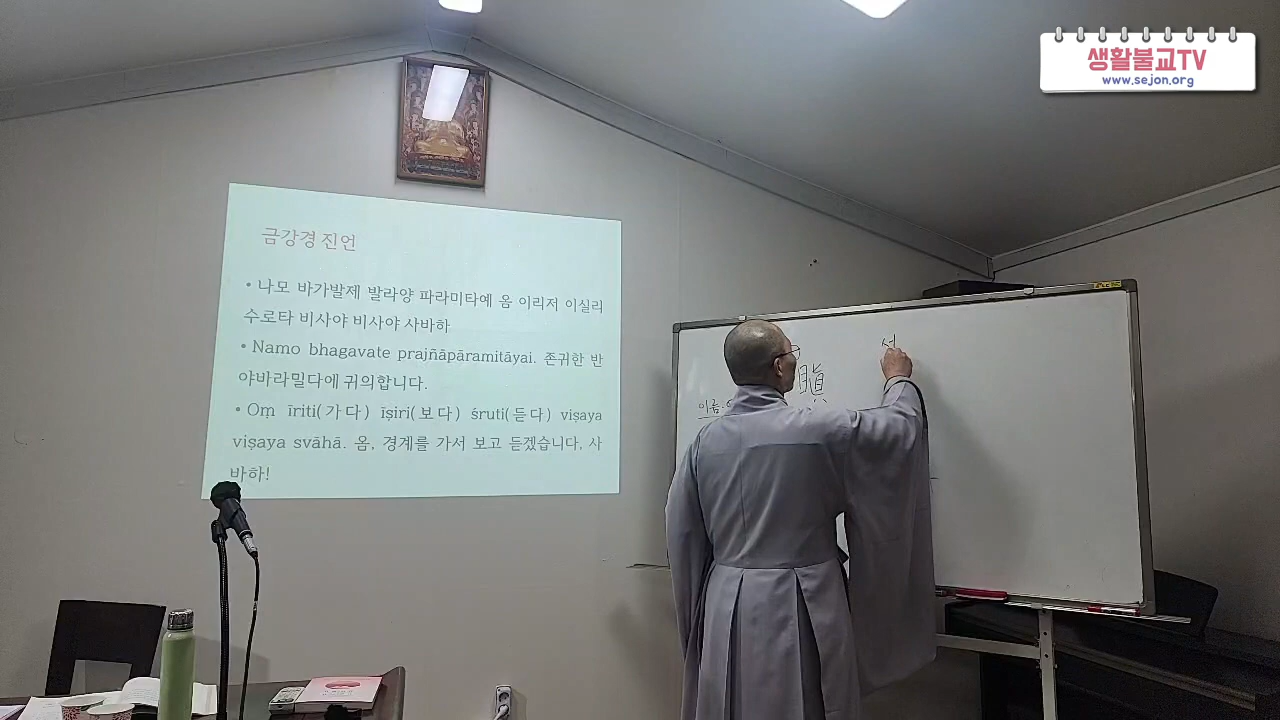 생활불교TV
www.sejon.org
금강경 진언
• 나모 바가발제 발라양 파라미타예 옴 이리저 이실리
수로타 비사야 비사야 사바하
• Namo bhagavate prajñāpāramitāyai. 존귀한 반
야바라밀다에 귀의합니다.
• Oṃ īriti(가다) īṣiri(보다) śruti(듣다) viṣaya
viṣaya svāhā. 옴, 경계를 가서 보고 듣겠습니다, 사
바하!
이름